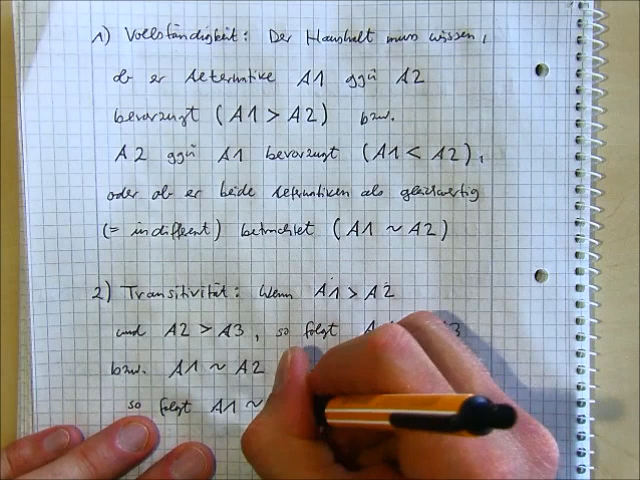 1) Vollständigkeit: Der Haushalt muss wissen,
ob er Alternative A1 ggü A2
bevorzugt (A1 > A2) bzw.
A2 ggü A1 bevorzugt (A1 < A2),
oder ob er beide Alternativen als gleichwertig
(= indifferent) betrachtet (A1 ~ A2)
2) Transitivität: Wenn A1 > A2
und A2 > A3, so folgt
bzw. A1 ~ A2
so folgt A1 ~